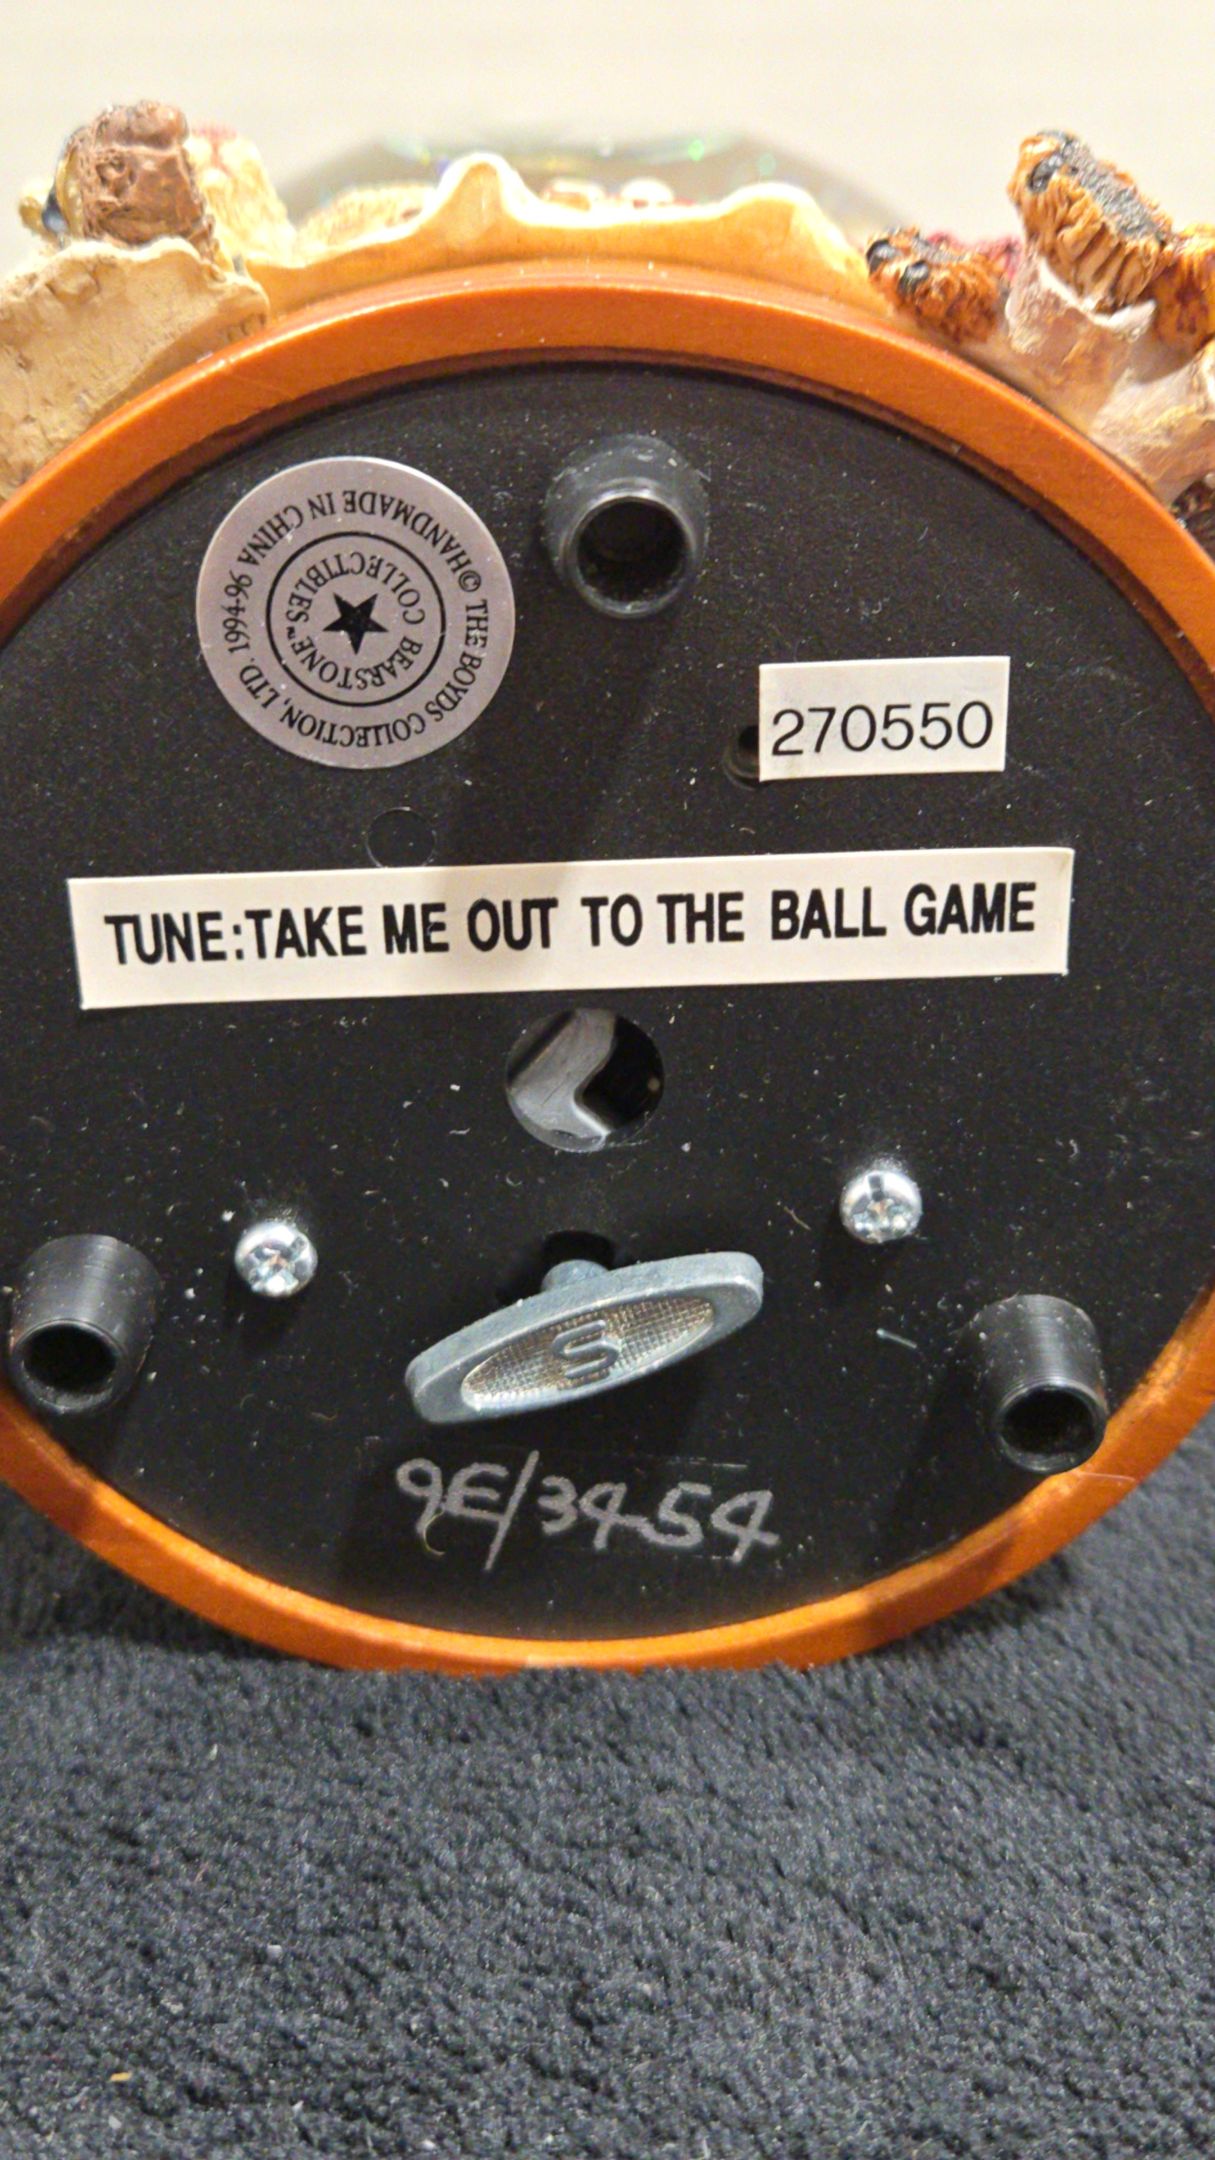 © THE BOYDS COLLECTION, LTD. 1994-96 HANDMADE IN CHINA
BEARSTONE™ COLLECTIBLES
270550
TUNE:TAKE ME OUT TO THE BALL GAME
S
9E/3454